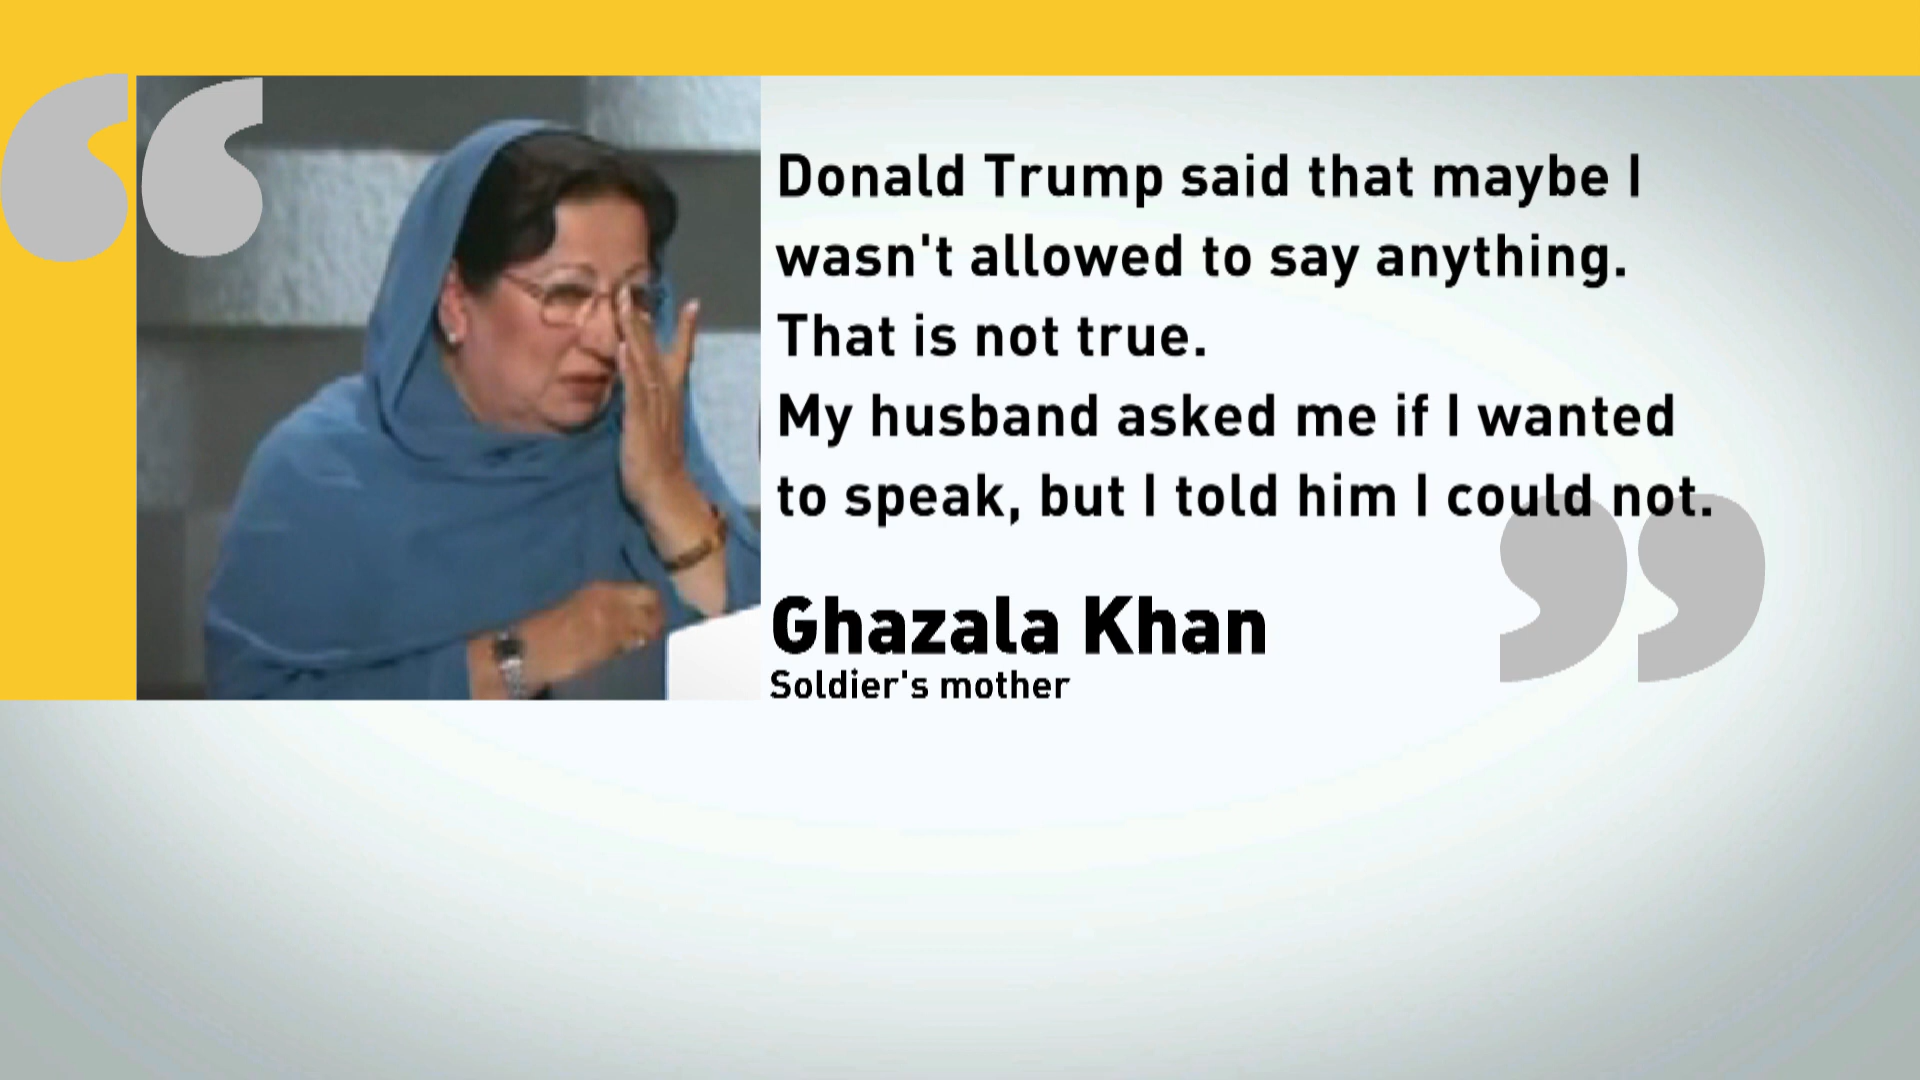 Donald Trump said that maybe I
wasn't allowed to say anything.
That is not true.
My husband asked me if I wanted
to speak, but I told him I could not.
Ghazala Khan
Soldier's mother